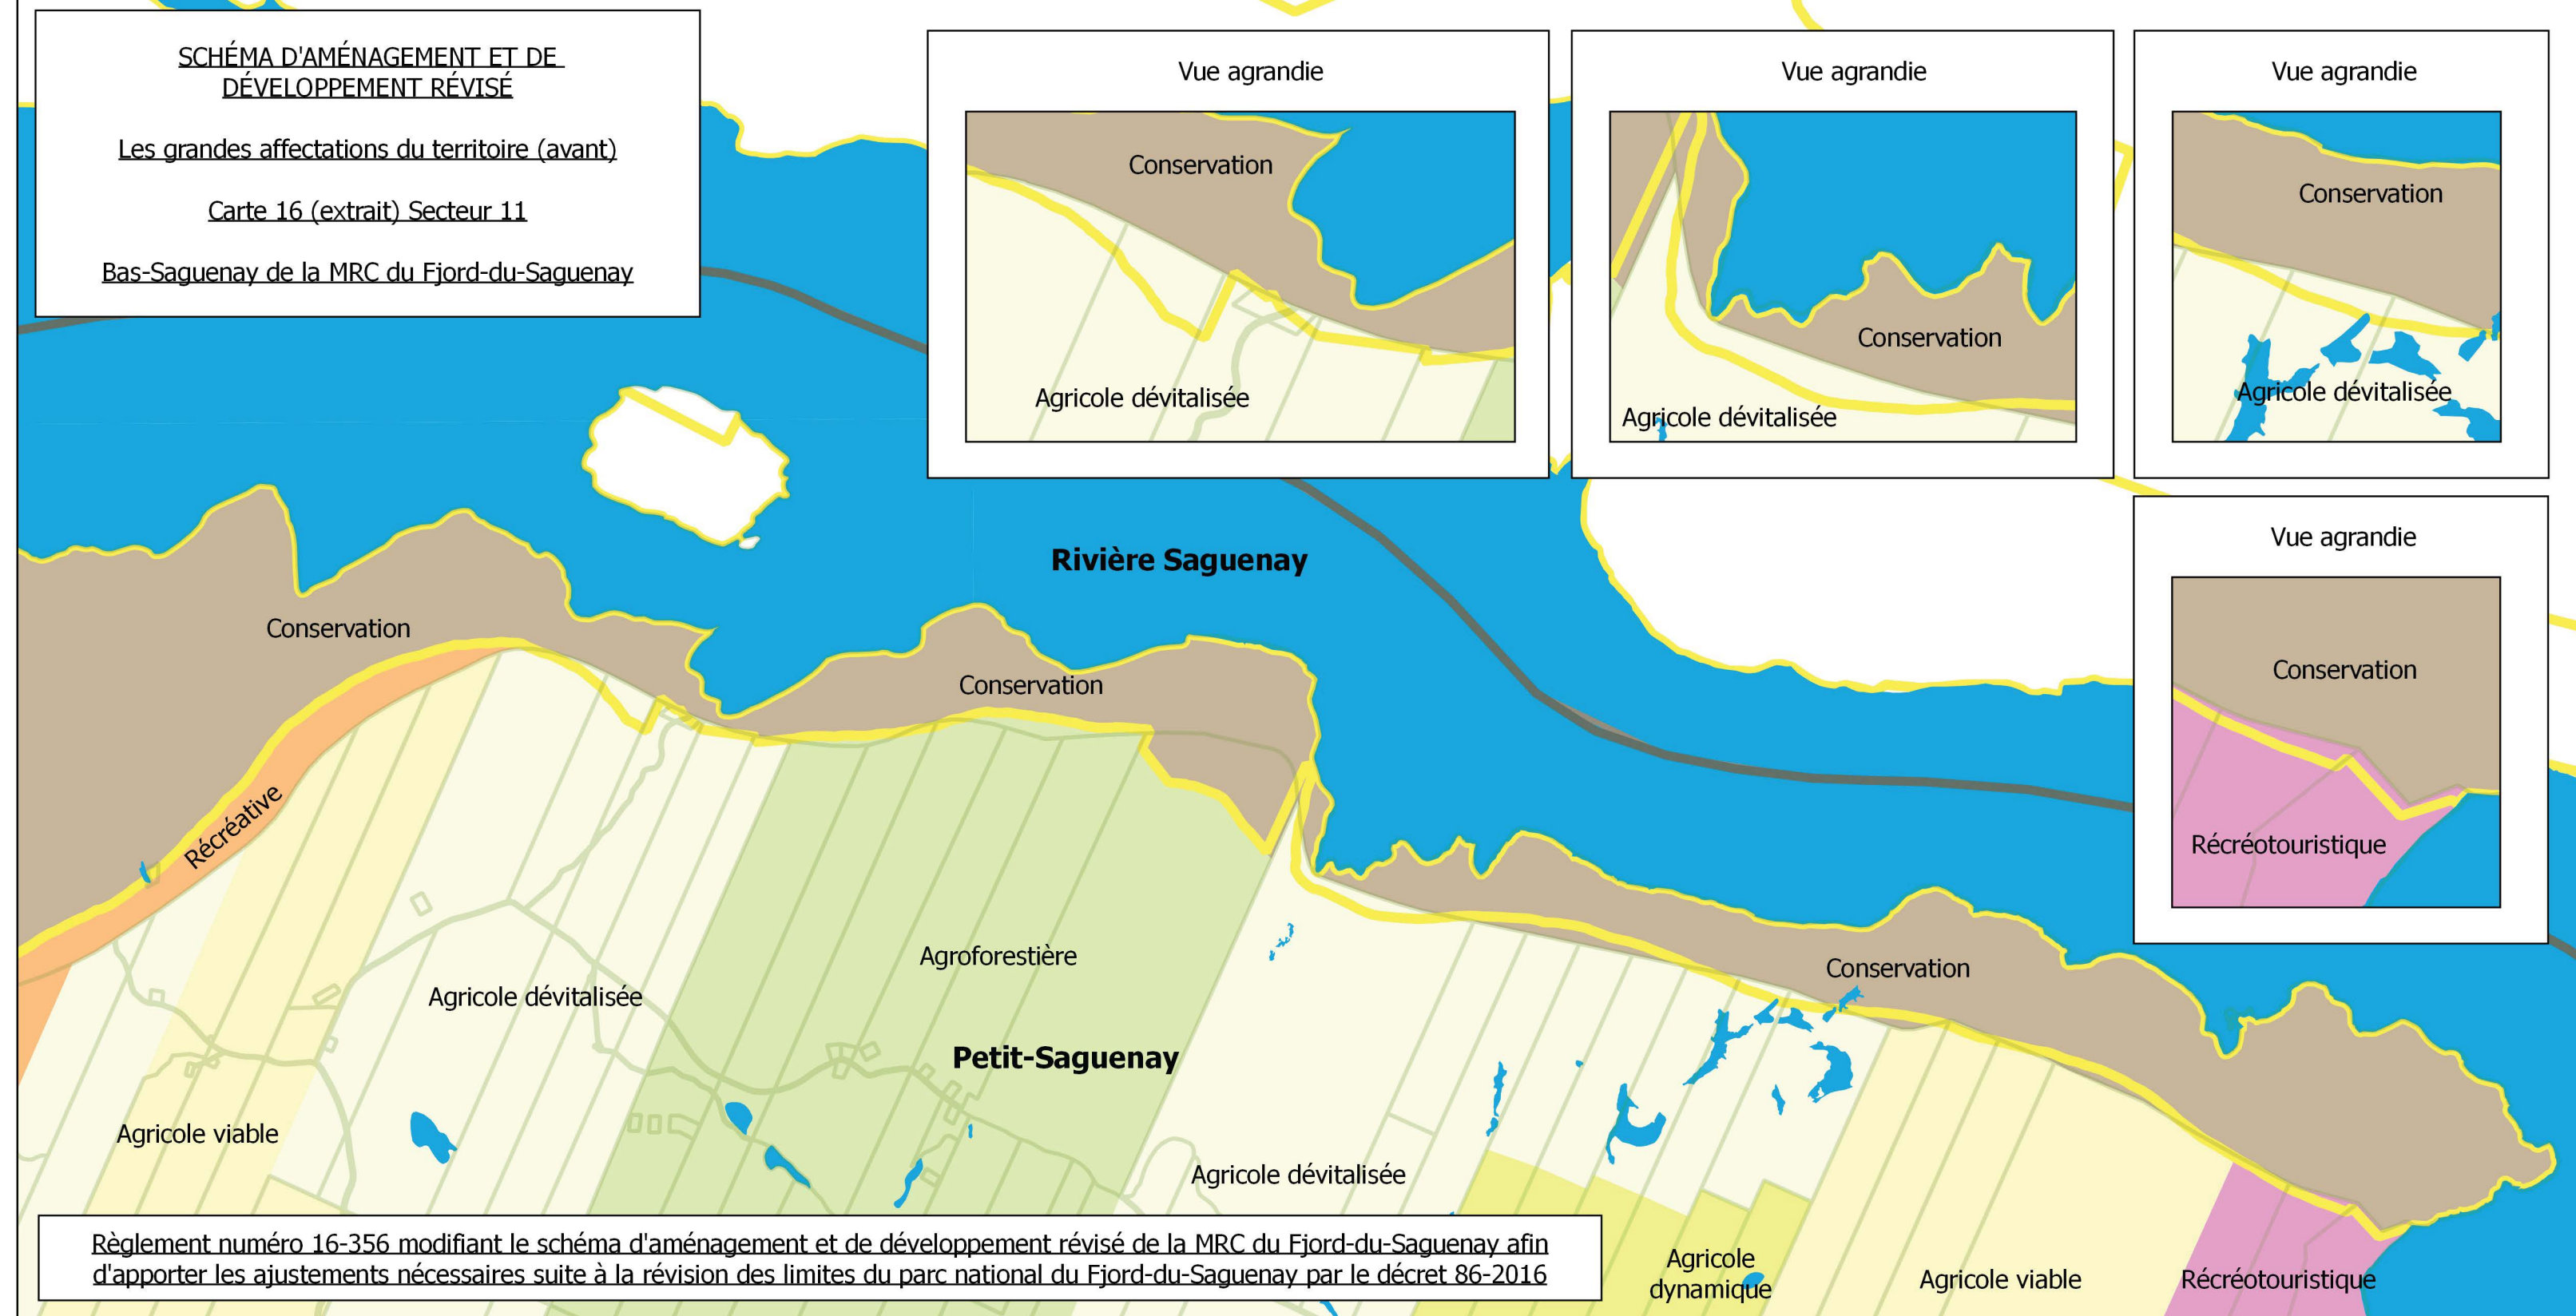 SCHÉMA D'AMÉNAGEMENT ET DE
DÉVELOPPEMENT RÉVISÉ
Les grandes affectations du territoire (avant)
Carte 16 (extrait) Secteur 11
Bas-Saguenay de la MRC du Fjord-du-Saguenay
Vue agrandie
Conservation
Agricole dévitalisée
Vue agrandie
Conservation
Agricole dévitalisée
Vue agrandie
Conservation
Agricole dévitalisée
Vue agrandie
Conservation
Récréotouristique
Rivière Saguenay
Conservation
Conservation
Récréative
Agroforestière
Conservation
Agricole dévitalisée
Petit-Saguenay
Agricole viable
Agricole dévitalisée
Agricole
dynamique
Agricole viable
Récréotouristique
Règlement numéro 16-356 modifiant le schéma d'aménagement et de développement révisé de la MRC du Fjord-du-Saguenay afin
d'apporter les ajustements nécessaires suite à la révision des limites du parc national du Fjord-du-Saguenay par le décret 86-2016